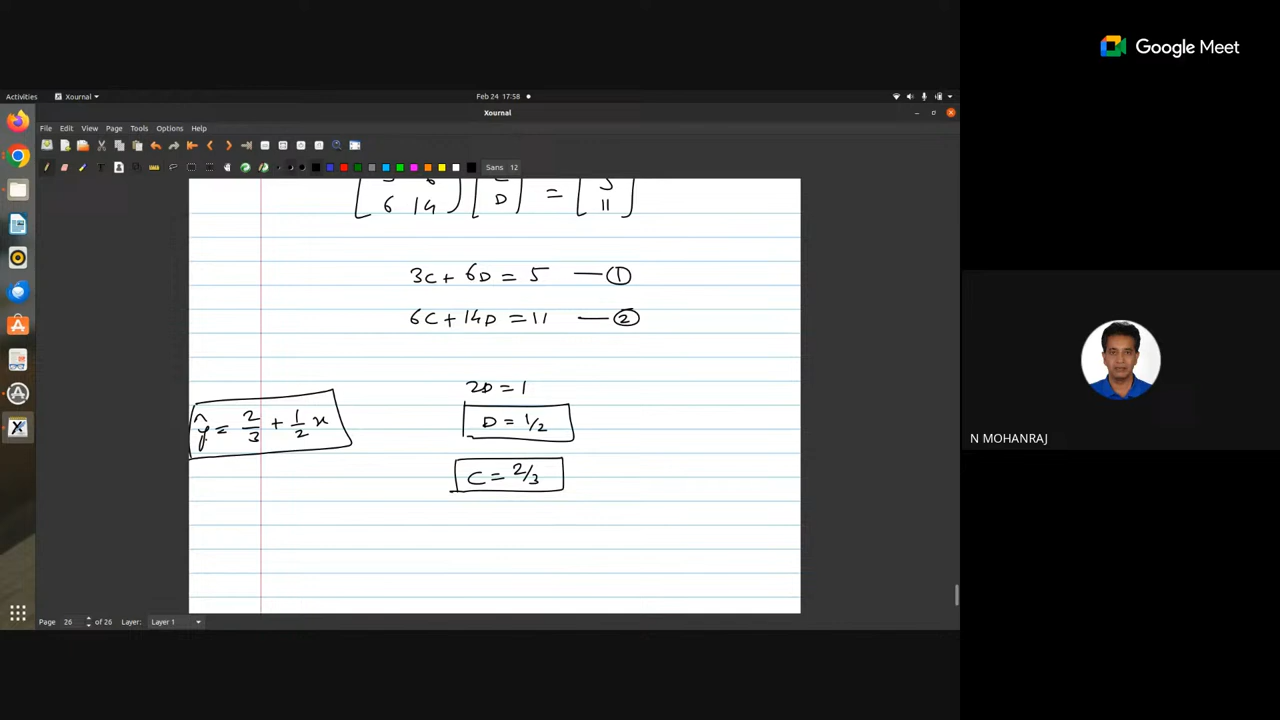 Google Meet
Activities Xournal Feb 24 17:58
Xournal
File Edit View Page Tools Options Help
Sans 12
[6 14] [D] = [11]
3C + 6D = 5 — ①
6C + 14D = 11 — ②
2D = 1
ŷ = 2/3 + 1/2 x
D = 1/2
C = 2/3
N MOHANRAJ
Page 26 of 26 Layer: Layer 1